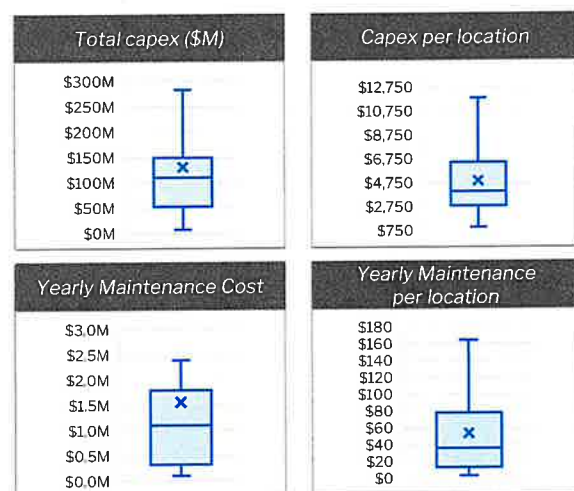 Total capex ($M)
$300M
$250M
$200M
$150M
$100M
$50M
$0M
Capex per location
$12,750
$10,750
$8,750
$6,750
$4,750
$2,750
$750
Yearly Maintenance Cost
$3.0M
$2.5M
$2.0M
$1.5M
$1.0M
$0.5M
$0.0M
Yearly Maintenance
per location
$180
$160
$140
$120
$100
$80
$60
$40
$20
$0